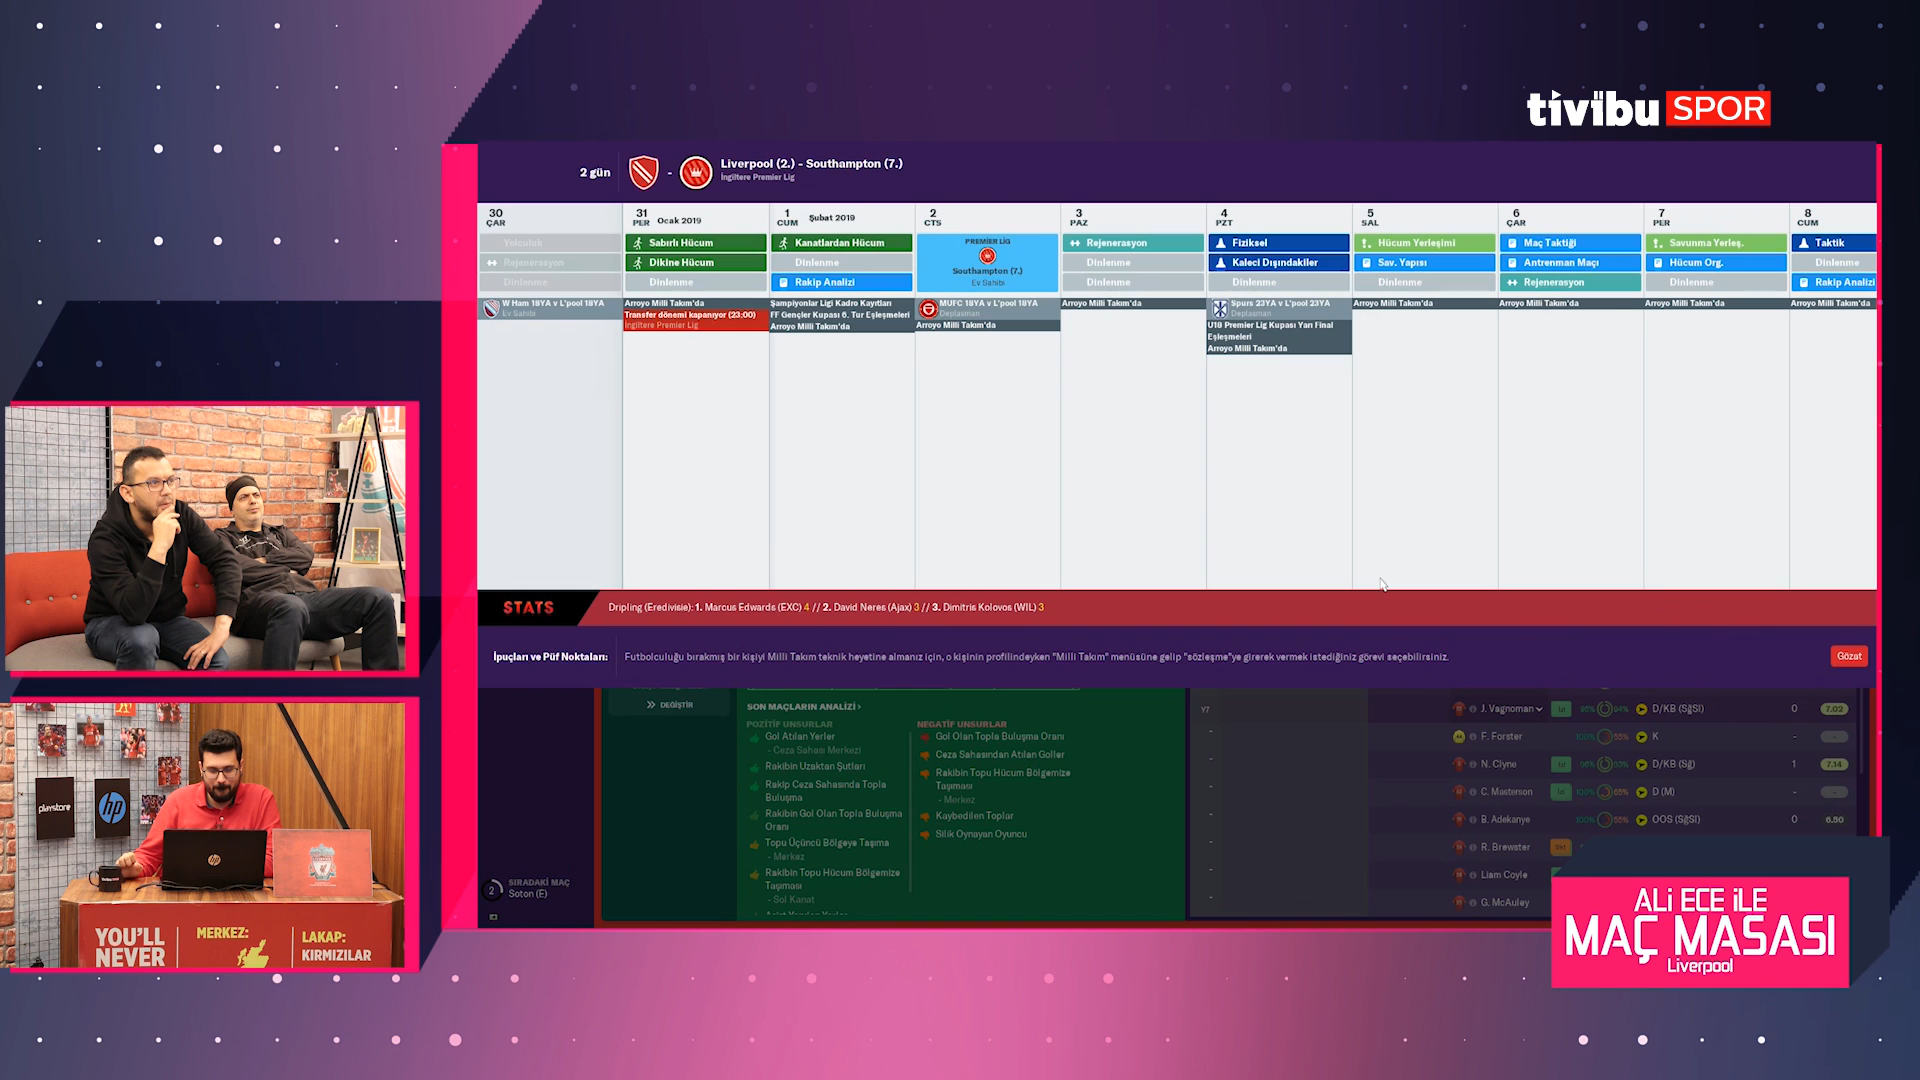 tivibu SPOR
2 gün
Liverpool (2.) - Southampton (7.)
İngiltere Premier Lig
30 ÇAR
31 PER Ocak 2019
1 CUM Şubat 2019
2 CTS
3 PAZ
4 PZT
5 SAL
6 ÇAR
7 PER
8 CUM
Yolculuk
Rejenerasyon
Dinlenme
W Ham 18YA v L'pool 18YA
Ev Sahibi
Sabırlı Hücum
Dikine Hücum
Dinlenme
Arroyo Milli Takım'da
Transfer dönemi kapanıyor (23:00)
İngiltere Premier Lig
Kanatlardan Hücum
Dinlenme
Rakip Analizi
Şampiyonlar Ligi Kadro Kayıtları
FF Gençler Kupası 6. Tur Eşleşmeleri
Arroyo Milli Takım'da
PREMİER LİG
Southampton (7.)
Ev Sahibi
MUFC 18YA v L'pool 18YA
Deplasman
Arroyo Milli Takım'da
Rejenerasyon
Dinlenme
Dinlenme
Arroyo Milli Takım'da
Fiziksel
Kaleci Dışındakiler
Dinlenme
Spurs 23YA v L'pool 23YA
Deplasman
U18 Premier Lig Kupası Yarı Final
Eşleşmeleri
Arroyo Milli Takım'da
Hücum Yerleşimi
Sav. Yapısı
Dinlenme
Arroyo Milli Takım'da
Maç Taktiği
Antrenman Maçı
Rejenerasyon
Arroyo Milli Takım'da
Savunma Yerleş.
Hücum Org.
Dinlenme
Arroyo Milli Takım'da
Taktik
Dinlenme
Rakip Analizi
Arroyo Milli Takım'da
STATS
Dripling (Eredivisie): 1. Marcus Edwards (EXC) 4 // 2. David Neres (Ajax) 3 // 3. Dimitris Kolovos (WIL) 3
İpuçları ve Püf Noktaları:
Futbolculuğu bırakmış bir kişiyi Milli Takım teknik heyetine almanız için, o kişinin profilindeyken "Milli Takım" menüsüne gelip "sözleşme"ye girerek vermek istediğiniz görevi seçebilirsiniz.
Gözat
DEĞİŞTİR
SON MAÇLARIN ANALİZİ ›
POZİTİF UNSURLAR
Gol Atılan Yerler
- Ceza Sahası Merkezi
Rakibin Uzaktan Şutları
Rakip Ceza Sahasında Topla
Buluşma
Rakibin Gol Olan Topla Buluşma
Oranı
Topu Üçüncü Bölgeye Taşıma
- Merkez
Rakibin Topu Hücum Bölgemize
Taşıması
- Sol Kanat
NEGATİF UNSURLAR
Gol Olan Topla Buluşma Oranı
Ceza Sahasından Atılan Goller
Rakibin Topu Hücum Bölgemize
Taşıması
- Merkez
Kaybedilen Toplar
Silik Oynayan Oyuncu
Y7
J. Vagnoman D/KB (SğSl) 0 7.02
F. Forster K -
N. Clyne D/KB (Sğ) 1 7.14
C. Masterson D (M) -
B. Adekanye OOS (SğSl) 0 6.50
R. Brewster
Liam Coyle
G. McAuley
2
SIRADAKİ MAÇ
Soton (E)
playstore
hp
hp
YOU'LL
NEVER
MERKEZ:
LAKAP:
KIRMIZILAR
ALİ ECE İLE
MAÇ MASASI
Liverpool